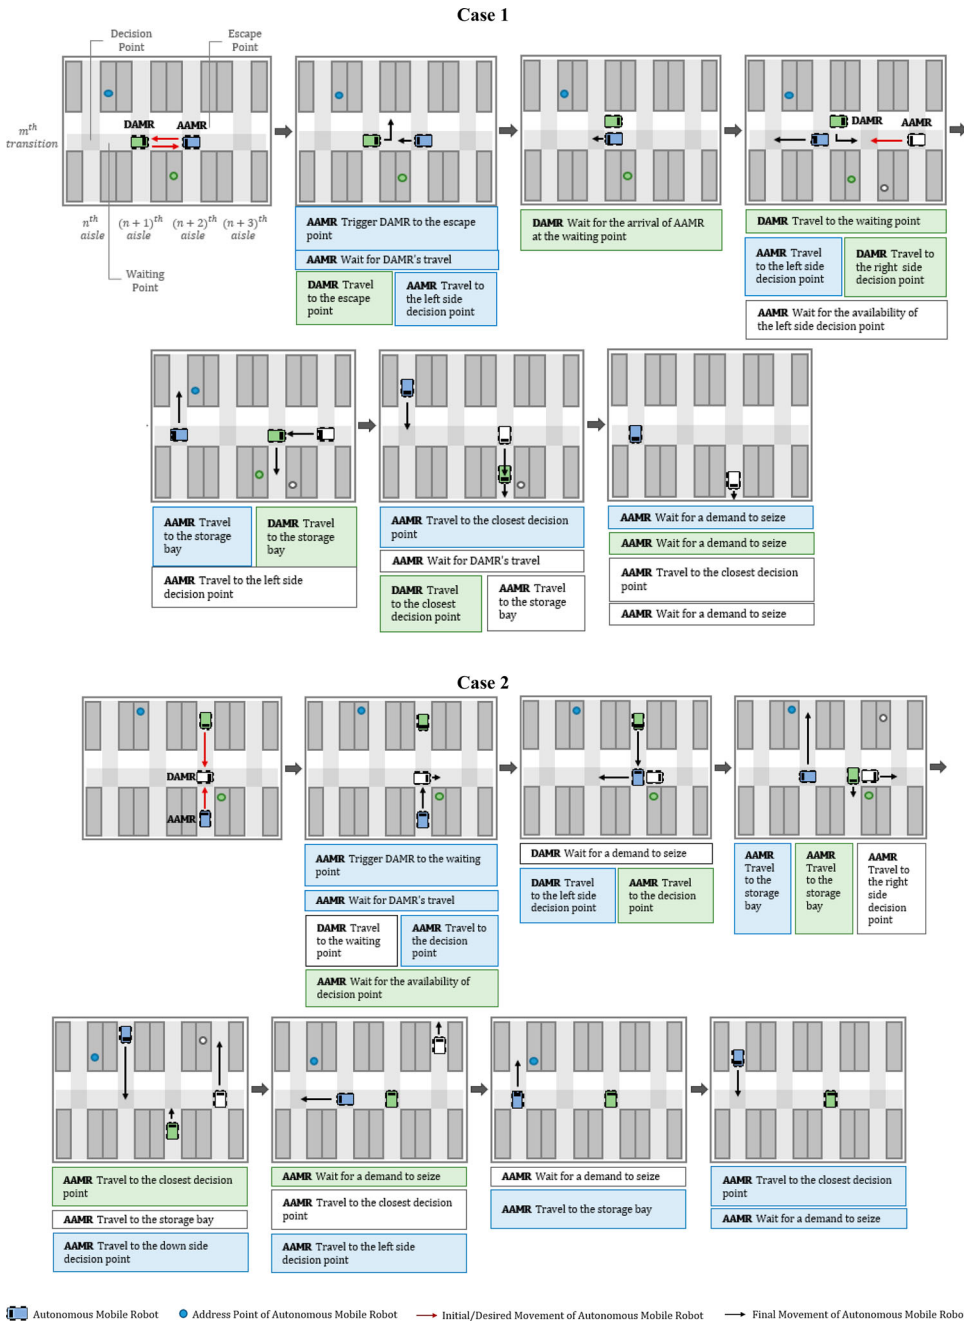 Case 1
Decision
Point
Escape
Point
DAMR
AAMR
mth
transition
nth
aisle
(n + 1)th
aisle
(n + 2)th
aisle
(n + 3)th
aisle
Waiting
Point
AAMR Trigger DAMR to the escape
point
AAMR Wait for DAMR's travel
DAMR Travel
to the escape
point
AAMR Travel to
the left side
decision point
DAMR Wait for the arrival of AAMR
at the waiting point
DAMR
AAMR
DAMR Travel to the waiting point
AAMR Travel
to the left side
decision point
DAMR Travel to
the right side
decision point
AAMR Wait for the availability of
the left side decision point
AAMR Travel
to the storage
bay
DAMR Travel
to the storage
bay
AAMR Travel to the left side
decision point
AAMR Travel to the closest decision
point
AAMR Wait for DAMR's travel
DAMR Travel
to the closest
decision point
AAMR Travel
to the storage
bay
AAMR Wait for a demand to seize
AAMR Wait for a demand to seize
AAMR Travel to the closest decision
point
AAMR Wait for a demand to seize
Case 2
DAMR
AAMR
AAMR Trigger DAMR to the waiting
point
AAMR Wait for DAMR's travel
DAMR Travel
to the waiting
point
AAMR Travel to
the decision
point
AAMR Wait for the availability of
decision point
DAMR Wait for a demand to seize
DAMR Travel
to the left side
decision point
AAMR Travel
to the decision
point
AAMR
Travel to
the
storage
bay
AAMR
Travel to
the
storage
bay
AAMR
Travel to
the right
side
decision
point
AAMR Travel to the closest decision
point
AAMR Travel to the storage bay
AAMR Travel to the down side
decision point
AAMR Wait for a demand to seize
AAMR Travel to the closest decision
point
AAMR Travel to the left side
decision point
AAMR Wait for a demand to seize
AAMR Travel to the storage bay
AAMR Travel to the closest decision
point
AAMR Wait for a demand to seize
Autonomous Mobile Robot
Address Point of Autonomous Mobile Robot
Initial/Desired Movement of Autonomous Mobile Robot
Final Movement of Autonomous Mobile Robot